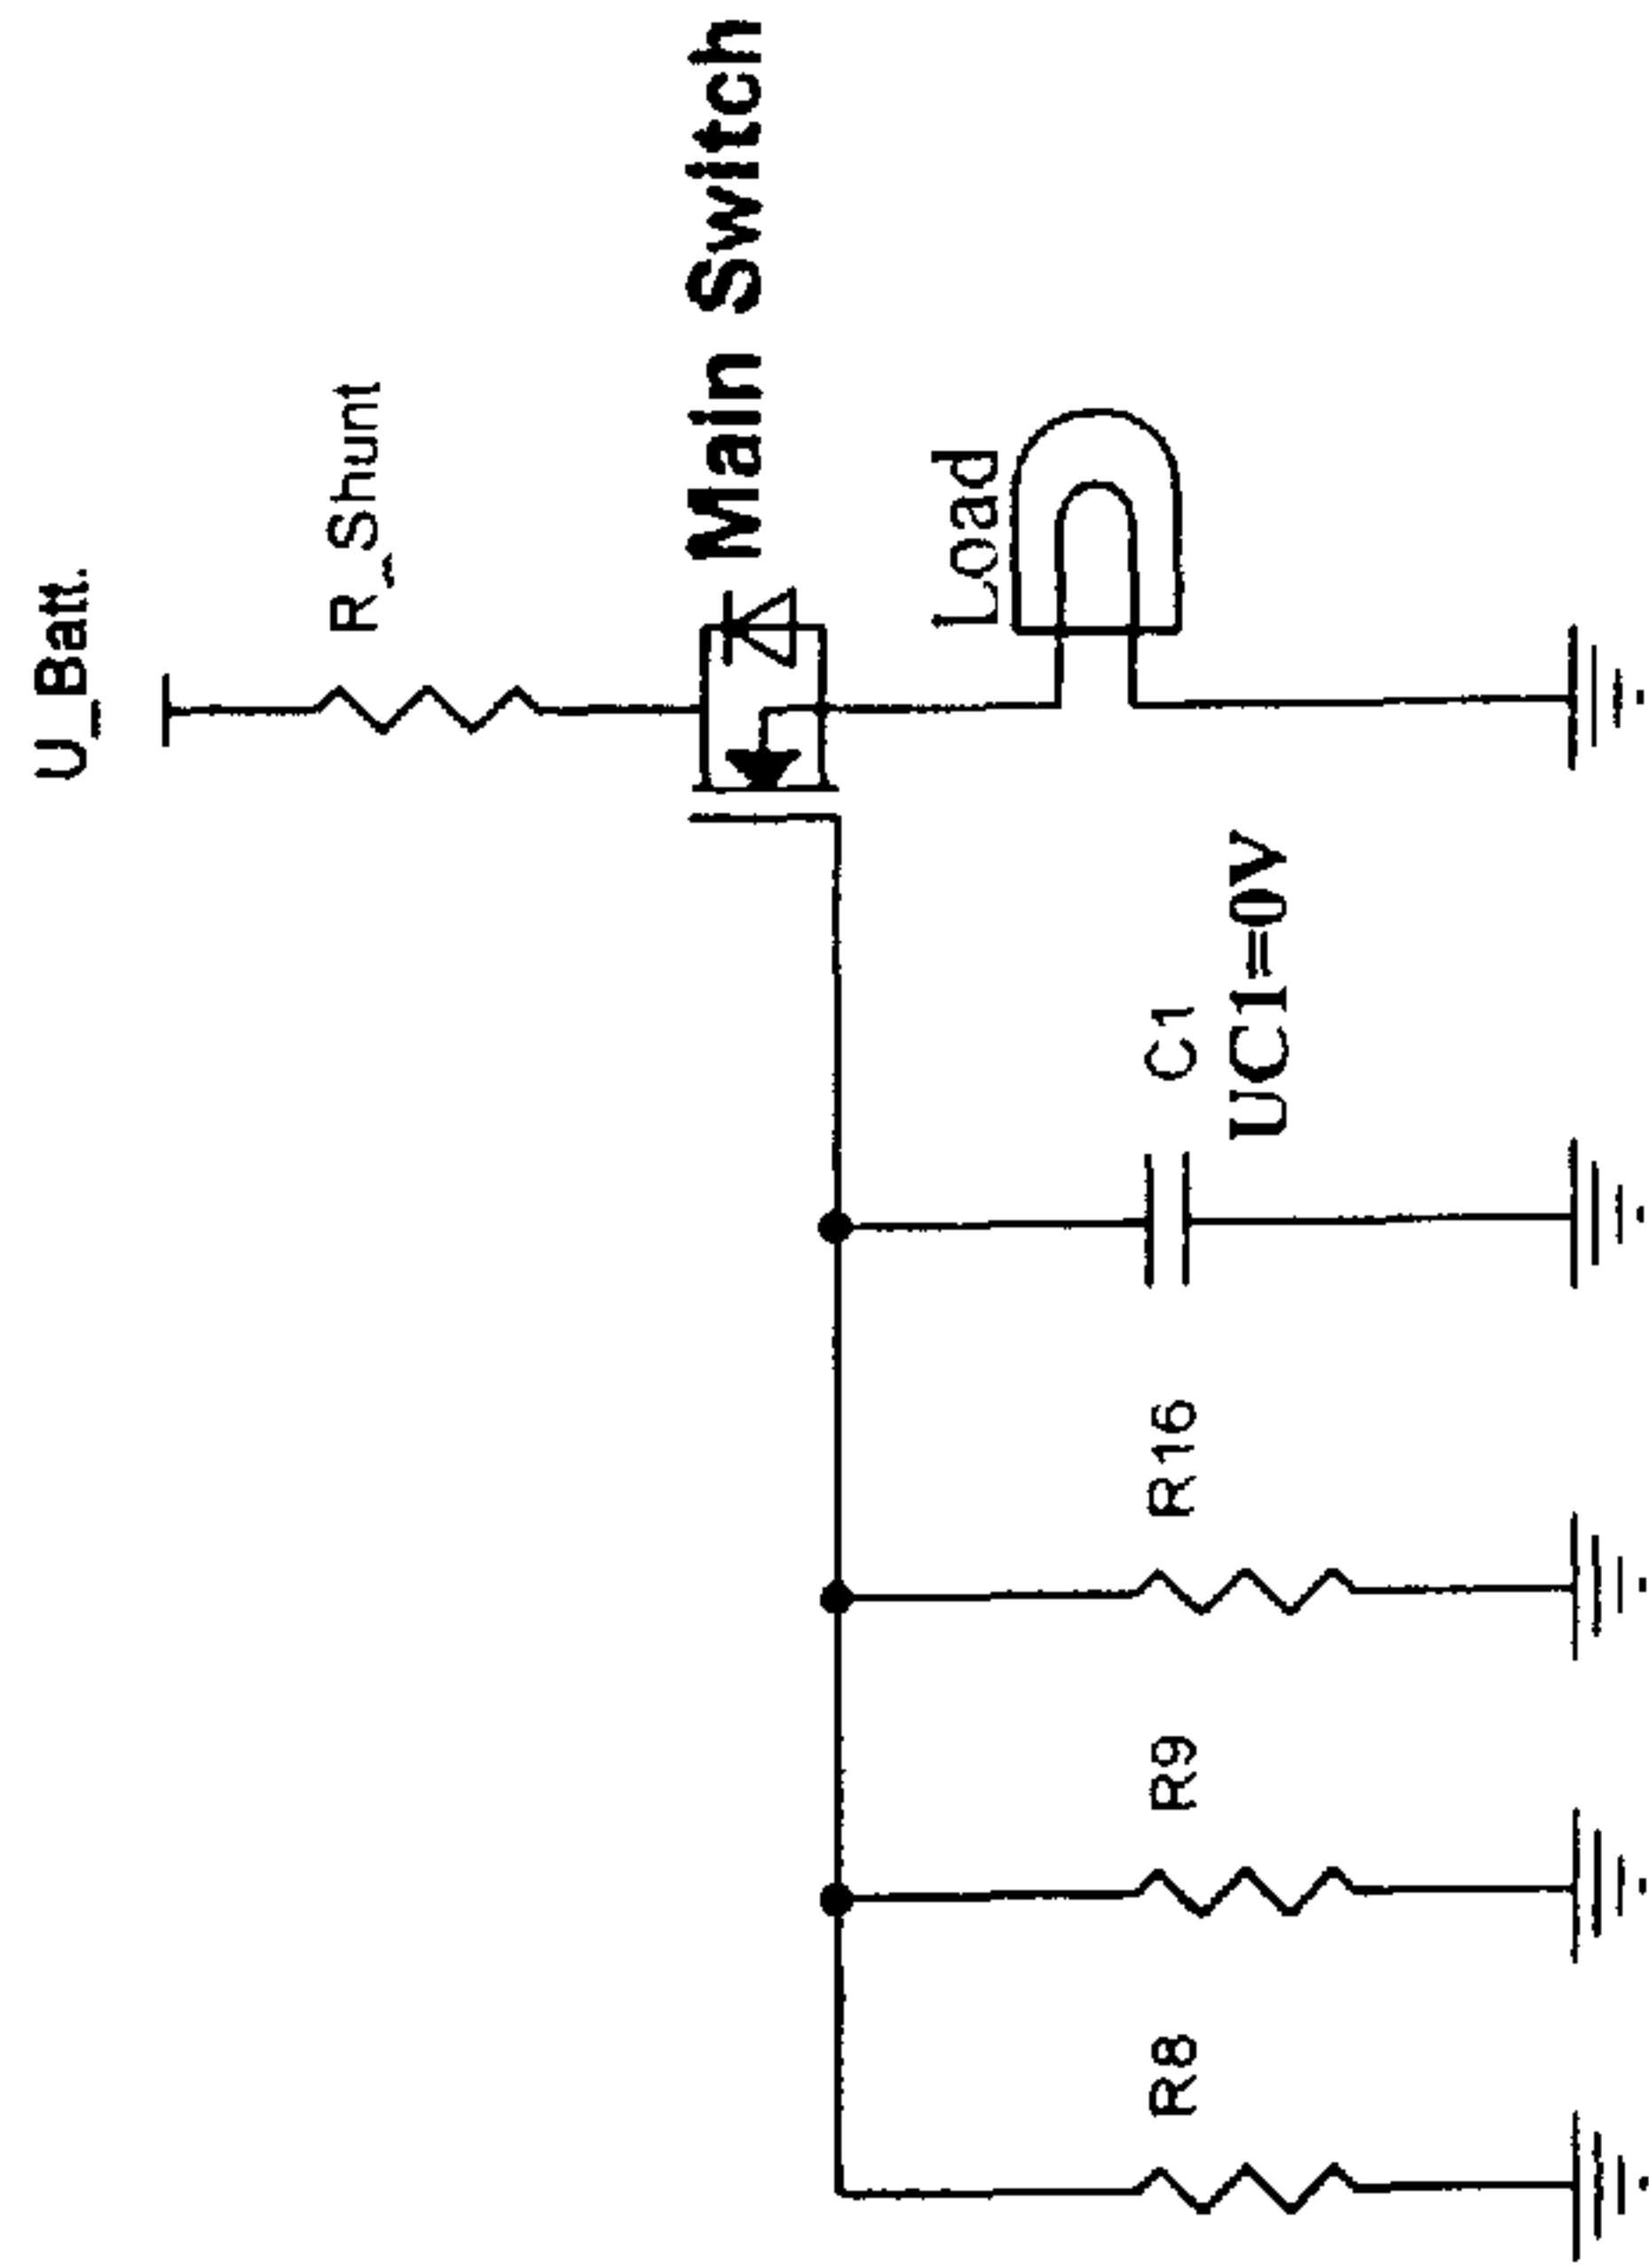 U_Batt.
R_Shunt
Main Switch
Load
C1
UC1=0V
R16
R9
R8